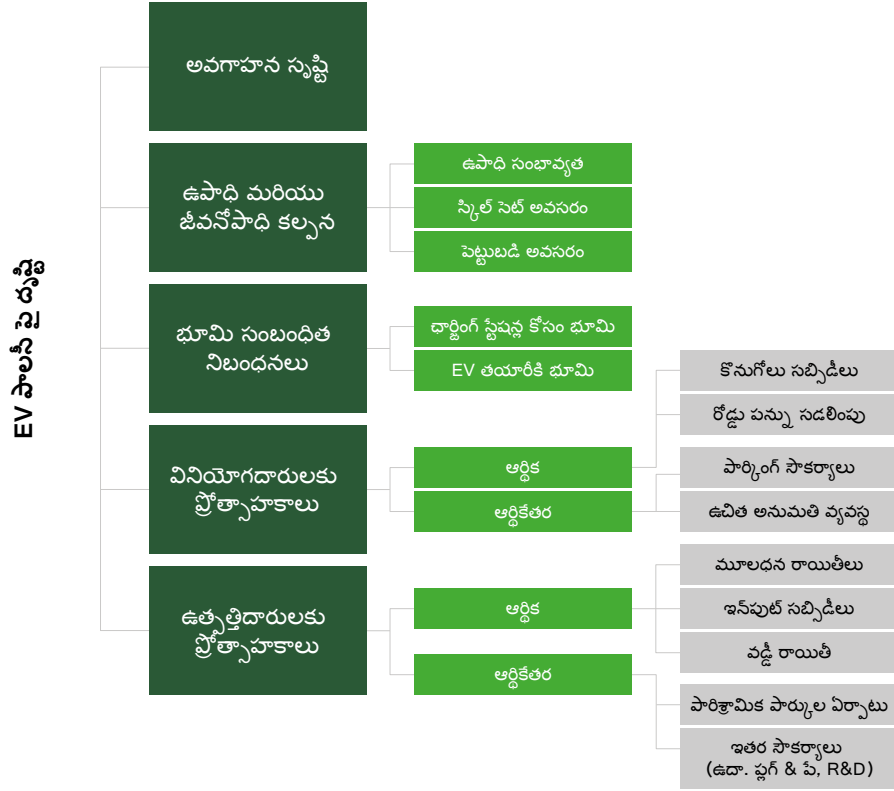 EV పాలసీ పై దృష్టి
అవగాహన సృష్టి
ఉపాధి మరియు
జీవనోపాధి కల్పన
ఉపాధి సంభావ్యత
స్కిల్ సెట్ అవసరం
పెట్టుబడి అవసరం
భూమి సంబంధిత
నిబంధనలు
ఛార్జింగ్ స్టేషన్ల కోసం భూమి
EV తయారీకి భూమి
వినియోగదారులకు
ప్రోత్సాహకాలు
ఆర్థిక
కొనుగోలు సబ్సిడీలు
రోడ్డు పన్ను సడలింపు
ఆర్థికేతర
పార్కింగ్ సౌకర్యాలు
ఉచిత అనుమతి వ్యవస్థ
ఉత్పత్తిదారులకు
ప్రోత్సాహకాలు
ఆర్థిక
మూలధన రాయితీలు
ఇన్‌పుట్ సబ్సిడీలు
వడ్డీ రాయితీ
ఆర్థికేతర
పారిశ్రామిక పార్కుల ఏర్పాటు
ఇతర సౌకర్యాలు
(ఉదా. ప్లగ్ & పే, R&D)